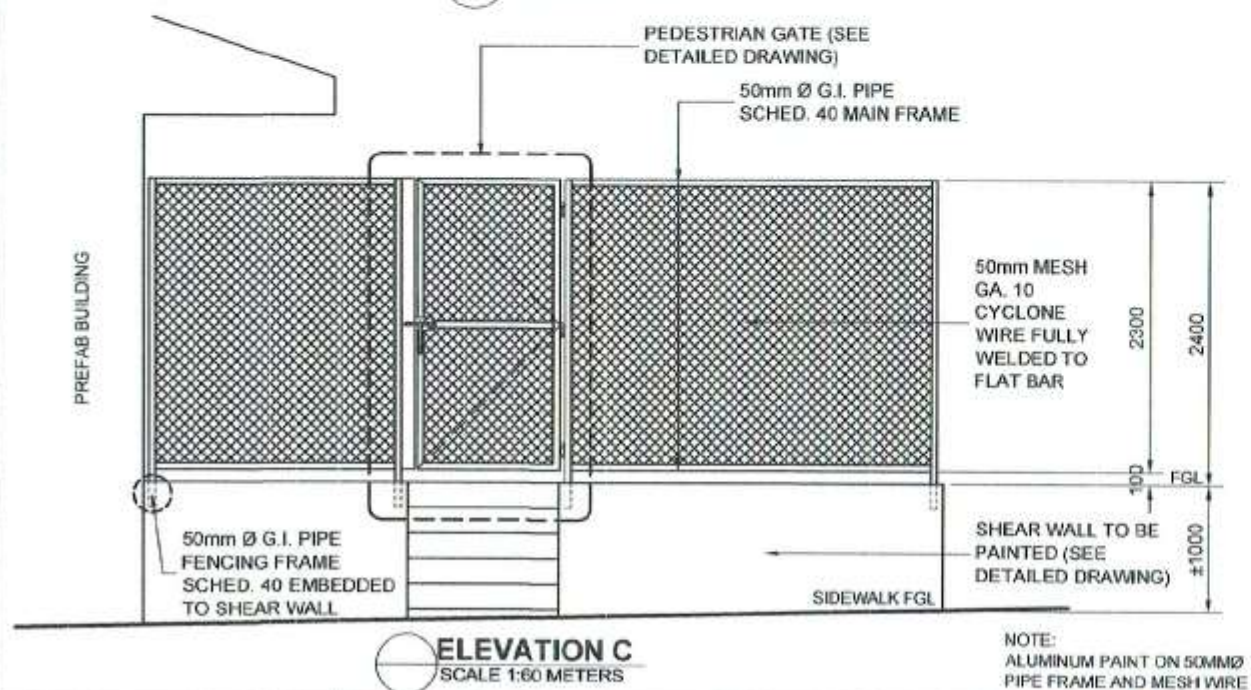 PEDESTRIAN GATE (SEE
DETAILED DRAWING)
50mm Ø G.I. PIPE
SCHED. 40 MAIN FRAME
PREFAB BUILDING
50mm MESH
GA. 10
CYCLONE
WIRE FULLY
WELDED TO
FLAT BAR
2300
2400
100
FGL
50mm Ø G.I. PIPE
FENCING FRAME
SCHED. 40 EMBEDDED
TO SHEAR WALL
SHEAR WALL TO BE
PAINTED (SEE
DETAILED DRAWING)
±1000
SIDEWALK FGL
ELEVATION C
SCALE 1:60 METERS
NOTE:
ALUMINUM PAINT ON 50MMØ
PIPE FRAME AND MESH WIRE